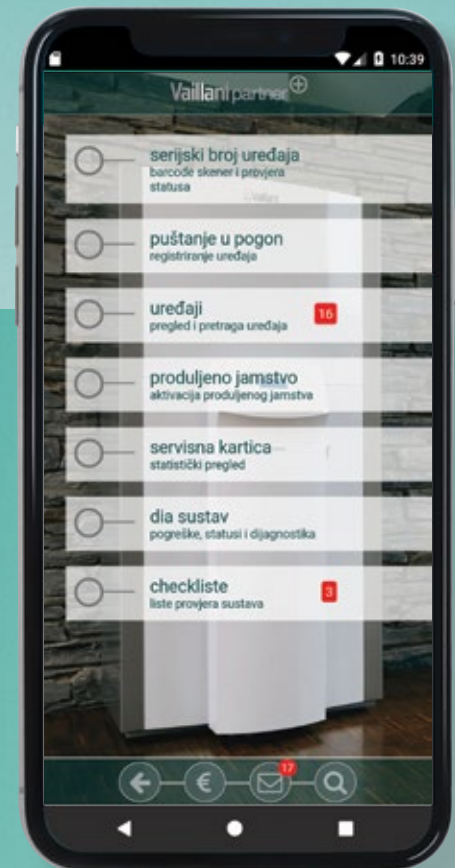 10:39
Vaillant partner
serijski broj uređaja
barcode skener i provjera
statusa
Vaillant
puštanje u pogon
registriranje uređaja
uređaji
pregled i pretraga uređaja
16
produljeno jamstvo
aktivacija produljenog jamstva
servisna kartica
statistički pregled
dia sustav
pogreške, statusi i dijagnostika
checkliste
liste provjera sustava
3
€
17